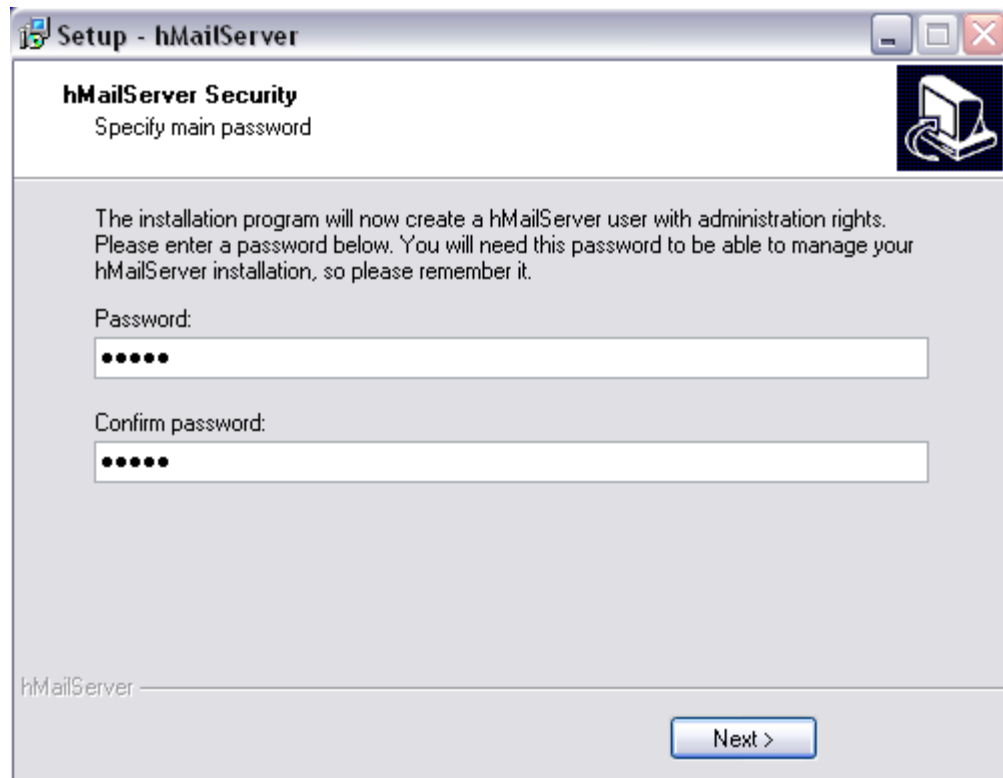 Setup - hMailServer
hMailServer Security
Specify main password
The installation program will now create a hMailServer user with administration rights.
Please enter a password below. You will need this password to be able to manage your
hMailServer installation, so please remember it.
Password:
●●●●●
Confirm password:
●●●●●
hMailServer
Next >